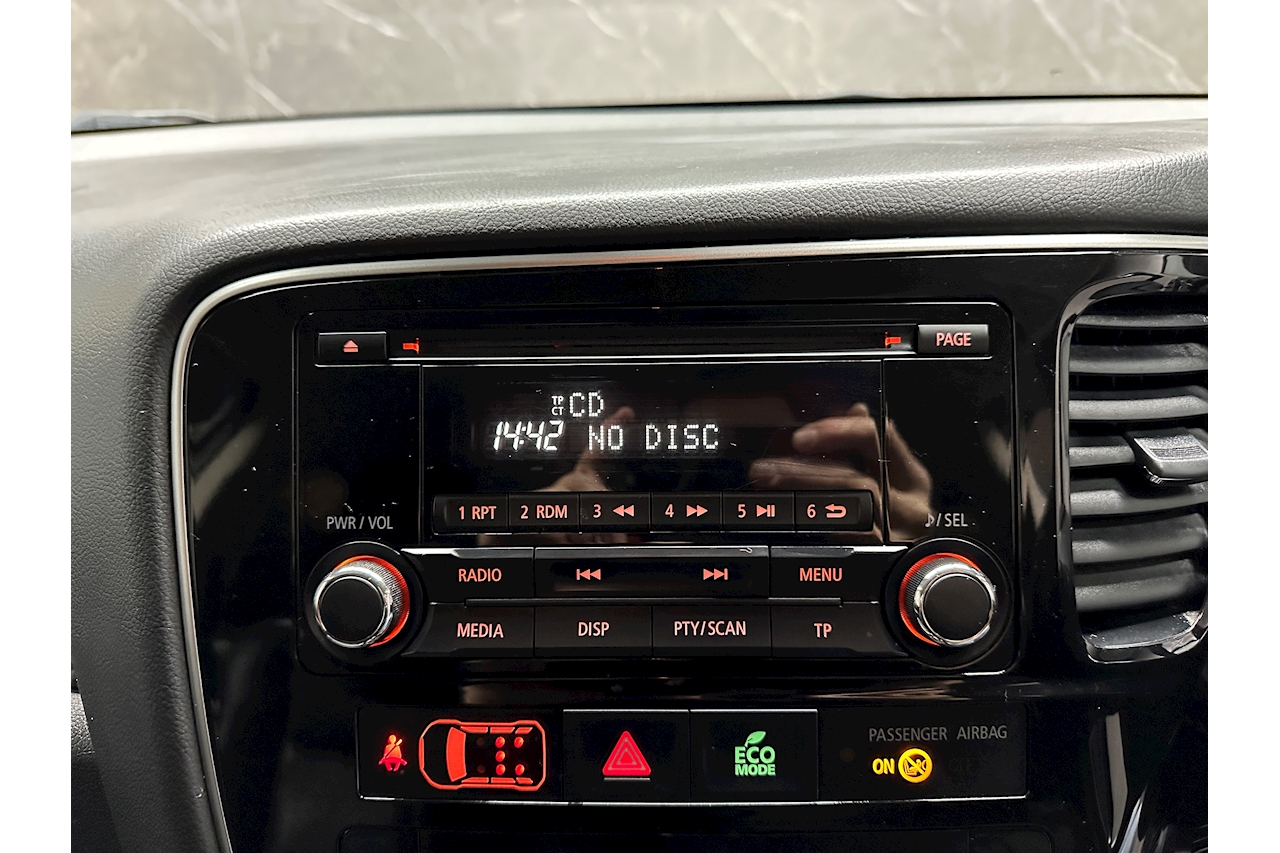 PAGE
TP
CT CD
14:42 NO DISC
PWR / VOL
♪/ SEL
1 RPT 2 RDM 3 4 5 6
RADIO MENU
MEDIA DISP PTY/SCAN TP
PASSENGER AIRBAG
ECO
MODE
ON